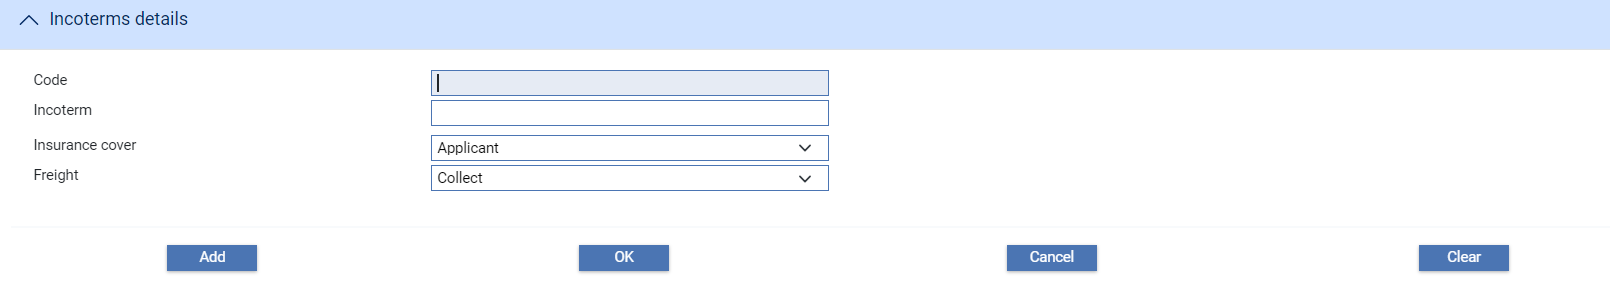 Incoterms details
Code
Incoterm
Insurance cover Applicant
Freight Collect
Add OK Cancel Clear